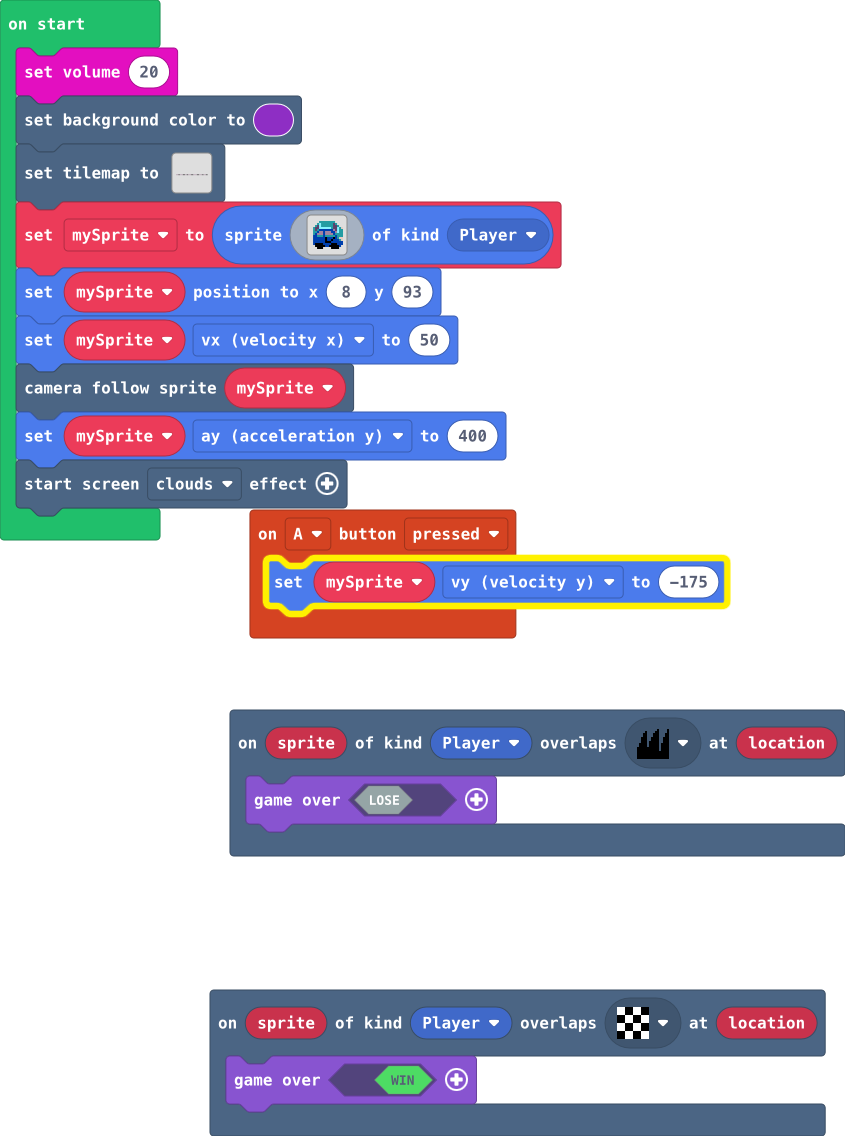 on start
set volume 20
set background color to
set tilemap to
set mySprite to sprite of kind Player
set mySprite position to x 8 y 93
set mySprite vx (velocity x) to 50
camera follow sprite mySprite
set mySprite ay (acceleration y) to 400
start screen clouds effect
on A button pressed
set mySprite vy (velocity y) to -175
on sprite of kind Player overlaps at location
game over LOSE
on sprite of kind Player overlaps at location
game over WIN